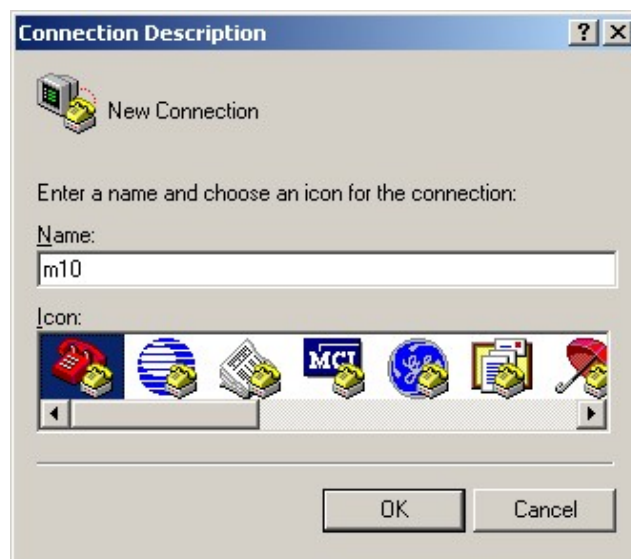 Connection Description
New Connection
Enter a name and choose an icon for the connection:
Name:
m10
Icon:
MCI
OK
Cancel